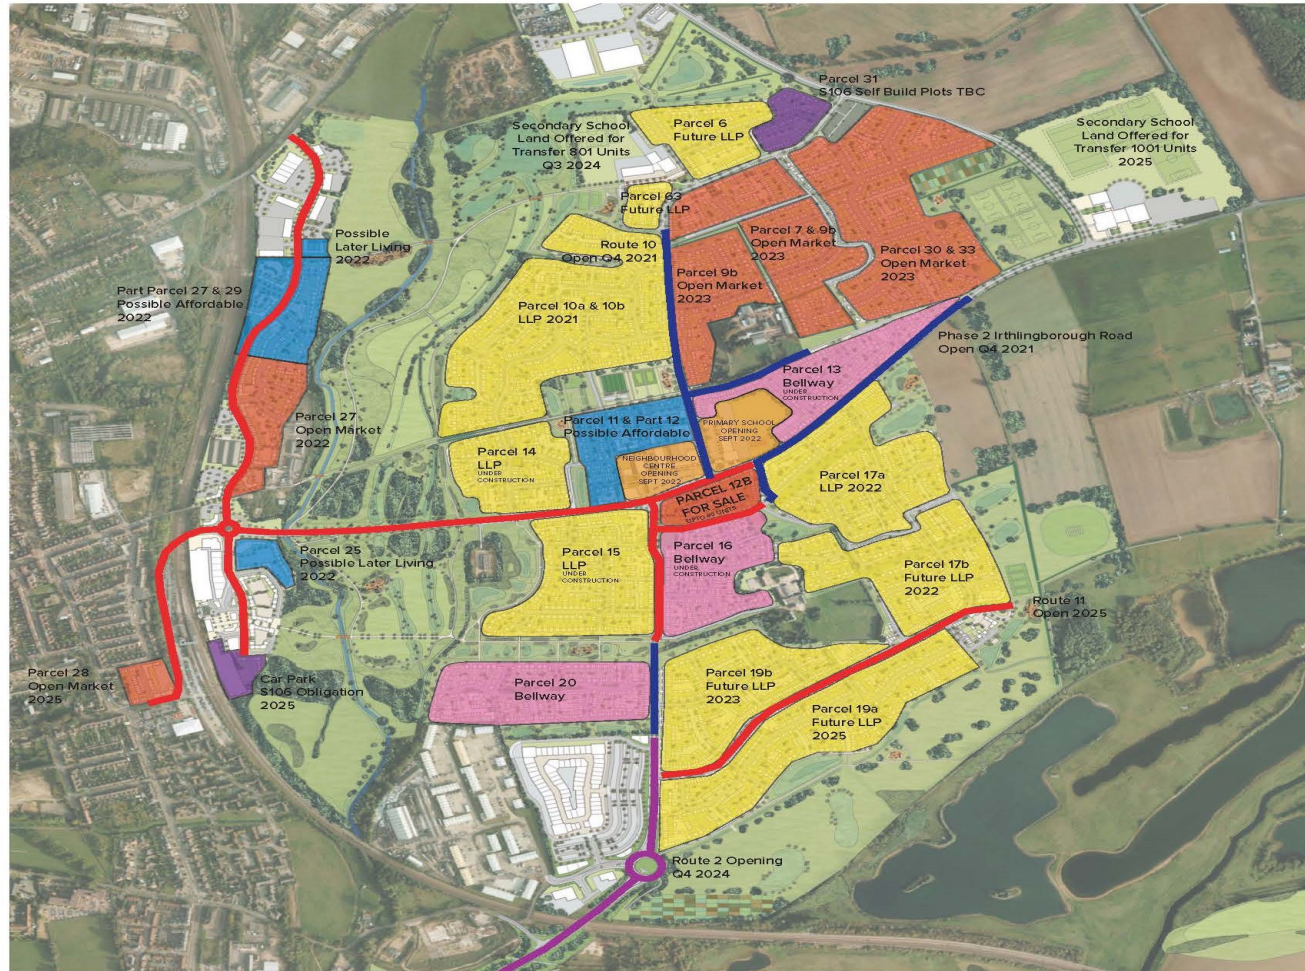 Parcel 31
S106 Self Build Plots TBC
Secondary School
Land Offered for
Transfer 801 Units
Q3 2024
Parcel 6
Future LLP
Secondary School
Land Offered for
Transfer 1001 Units
2025
Parcel 63
Future LLP
Possible
Later Living
2022
Route 10
Open Q4 2021
Parcel 7 & 9b
Open Market
2023
Parcel 30 & 33
Open Market
2023
Parcel 9b
Open Market
2023
Part Parcel 27 & 29
Possible Affordable
2022
Parcel 10a & 10b
LLP 2021
Phase 2 Irthlingborough Road
Open Q4 2021
Parcel 13
Bellway
UNDER
CONSTRUCTION
Parcel 27
Open Market
2022
Parcel 11 & Part 12
Possible Affordable
PRIMARY SCHOOL
OPENING
SEPT 2022
Parcel 14
LLP
UNDER
CONSTRUCTION
NEIGHBOURHOOD
CENTRE
OPENING
SEPT 2022
Parcel 17a
LLP 2022
PARCEL 12B
FOR SALE
UPTO 90 UNITS
Parcel 25
Possible Later Living
2022
Parcel 15
LLP
UNDER
CONSTRUCTION
Parcel 16
Bellway
UNDER
CONSTRUCTION
Parcel 17b
Future LLP
2022
Route 11
Open 2025
Parcel 28
Open Market
2025
Car Park
S106 Obligation
2025
Parcel 20
Bellway
Parcel 19b
Future LLP
2023
Parcel 19a
Future LLP
2025
Route 2 Opening
Q4 2024